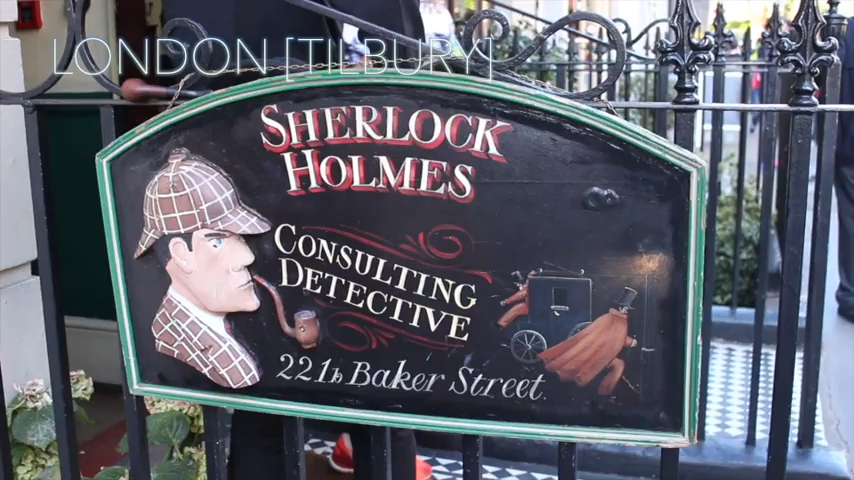 LONDON [TILBURY]
SHERLOCK
HOLMES
CONSULTING
DETECTIVE
221b Baker Street